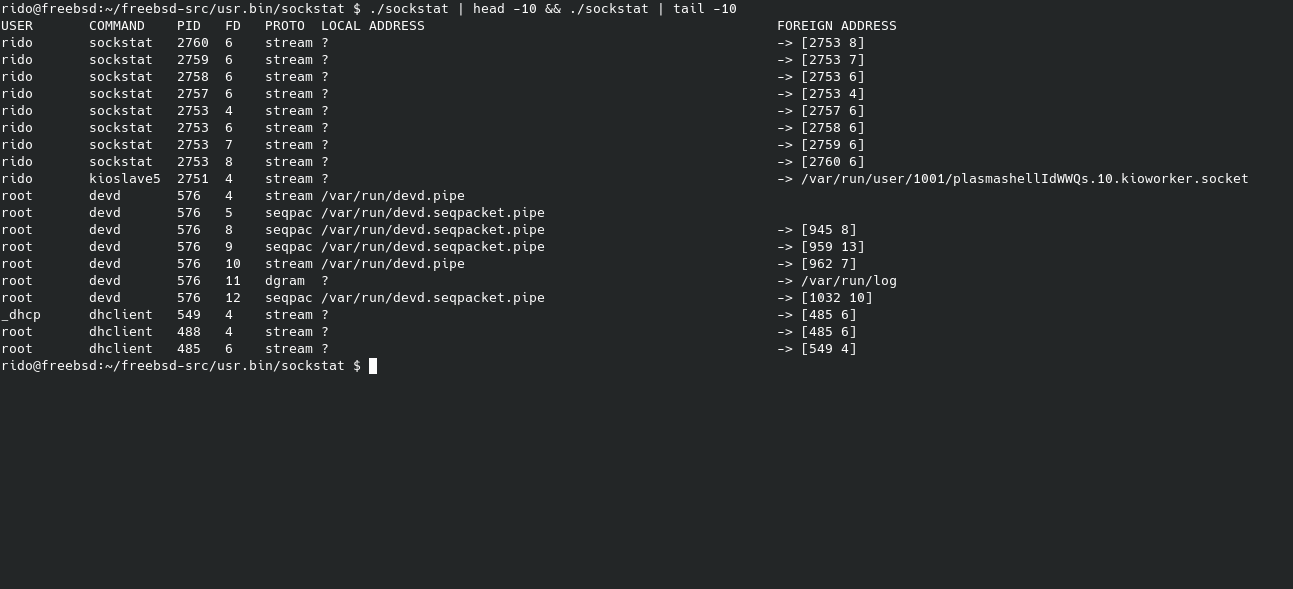 rido@freebsd:~/freebsd-src/usr.bin/sockstat $ ./sockstat | head -10 && ./sockstat | tail -10
USER       COMMAND    PID   FD   PROTO  LOCAL ADDRESS                                            FOREIGN ADDRESS
rido       sockstat   2760  6    stream ?                                                        -> [2753 8]
rido       sockstat   2759  6    stream ?                                                        -> [2753 7]
rido       sockstat   2758  6    stream ?                                                        -> [2753 6]
rido       sockstat   2757  6    stream ?                                                        -> [2753 4]
rido       sockstat   2753  4    stream ?                                                        -> [2757 6]
rido       sockstat   2753  6    stream ?                                                        -> [2758 6]
rido       sockstat   2753  7    stream ?                                                        -> [2759 6]
rido       sockstat   2753  8    stream ?                                                        -> [2760 6]
rido       kioslave5  2751  4    stream ?                                                        -> /var/run/user/1001/plasmashellIdWWQs.10.kioworker.socket
root       devd       576   4    stream /var/run/devd.pipe
root       devd       576   5    seqpac /var/run/devd.seqpacket.pipe
root       devd       576   8    seqpac /var/run/devd.seqpacket.pipe                             -> [945 8]
root       devd       576   9    seqpac /var/run/devd.seqpacket.pipe                             -> [959 13]
root       devd       576   10   stream /var/run/devd.pipe                                       -> [962 7]
root       devd       576   11   dgram  ?                                                        -> /var/run/log
root       devd       576   12   seqpac /var/run/devd.seqpacket.pipe                             -> [1032 10]
_dhcp      dhclient   549   4    stream ?                                                        -> [485 6]
root       dhclient   488   4    stream ?                                                        -> [485 6]
root       dhclient   485   6    stream ?                                                        -> [549 4]
rido@freebsd:~/freebsd-src/usr.bin/sockstat $